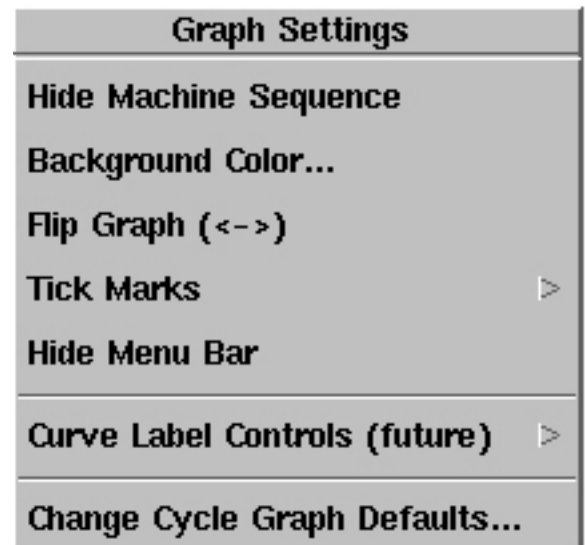 Graph Settings
Hide Machine Sequence
Background Color...
Flip Graph (<->)
Tick Marks
Hide Menu Bar
Curve Label Controls (future)
Change Cycle Graph Defaults...